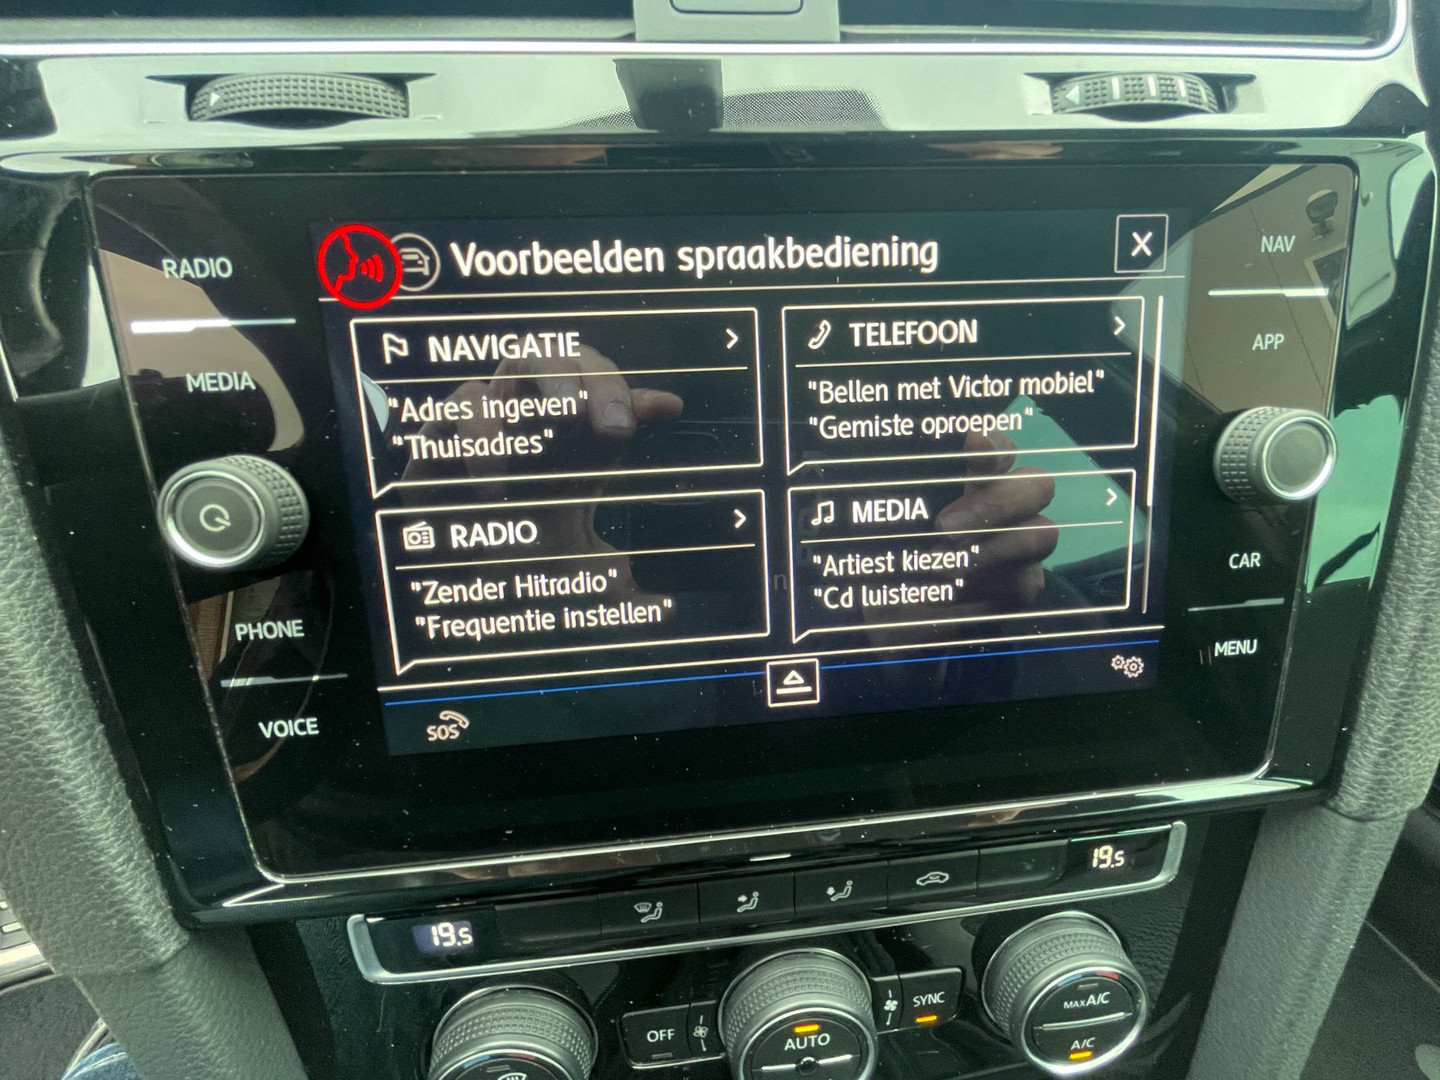 Voorbeelden spraakbediening
X
RADIO
MEDIA
PHONE
VOICE
NAVIGATIE
"Adres ingeven"
"Thuisadres"
TELEFOON
"Bellen met Victor mobiel"
"Gemiste oproepen"
RADIO
"Zender Hitradio"
"Frequentie instellen"
MEDIA
"Artiest kiezen"
"Cd luisteren"
SOS
NAV
APP
CAR
MENU
19.5
19.5
OFF
AUTO
SYNC
MAX A/C
A/C